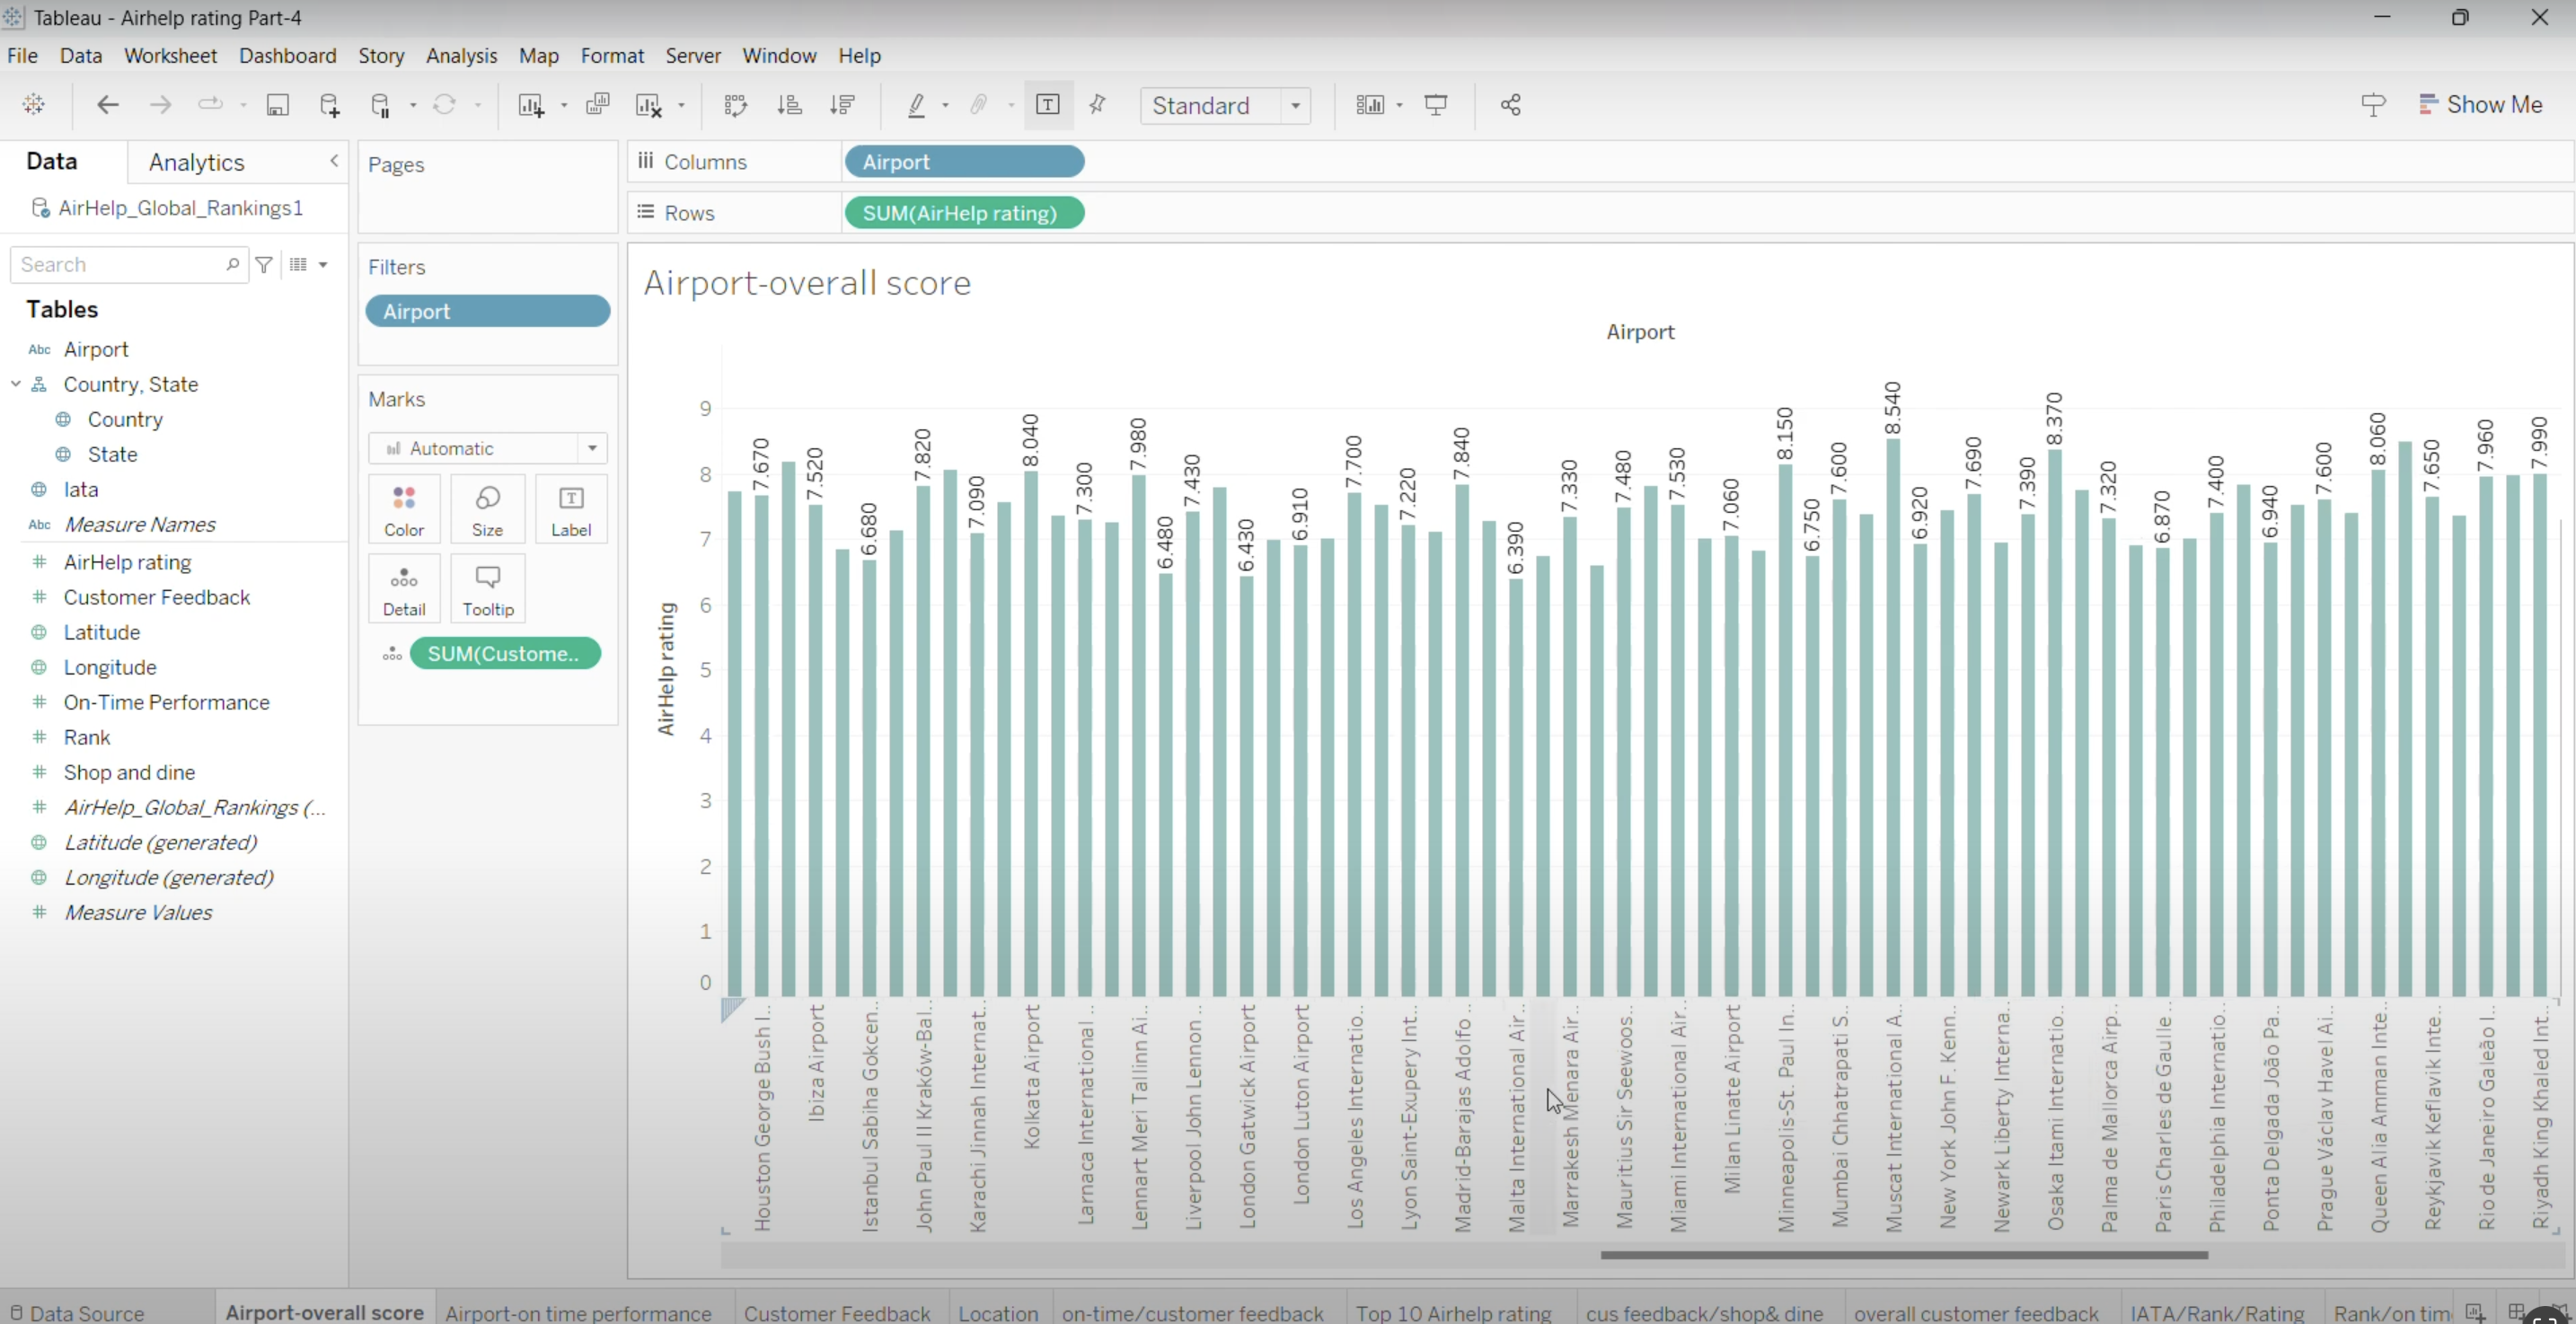 Tableau - Airhelp rating Part-4
File Data Worksheet Dashboard Story Analysis Map Format Server Window Help
Standard
Show Me
Data
Analytics
AirHelp_Global_Rankings1
Search
Tables
Abc Airport
Country, State
Country
State
Iata
Abc Measure Names
# AirHelp rating
# Customer Feedback
Latitude
Longitude
# On-Time Performance
# Rank
# Shop and dine
# AirHelp_Global_Rankings (...
Latitude (generated)
Longitude (generated)
# Measure Values
Pages
Filters
Airport
Marks
Automatic
Color
Size
Label
Detail
Tooltip
SUM(Custome..
Columns
Airport
Rows
SUM(AirHelp rating)
Airport-overall score
Airport
AirHelp rating
9
8
7
6
5
4
3
2
1
0
7.670
7.520
6.680
7.820
7.090
8.040
7.300
7.980
6.480
7.430
6.430
6.910
7.700
7.220
7.840
6.390
7.330
7.480
7.530
7.060
8.150
6.750
7.600
8.540
6.920
7.690
7.390
8.370
7.320
6.870
7.400
6.940
7.600
8.060
7.650
7.960
7.990
Houston George Bush I..
Ibiza Airport
Istanbul Sabiha Gokcen..
John Paul II Kraków-Bal..
Karachi Jinnah Internat..
Kolkata Airport
Larnaca International ..
Lennart Meri Tallinn Ai..
Liverpool John Lennon ..
London Gatwick Airport
London Luton Airport
Los Angeles Internatio..
Lyon Saint-Exupery Int..
Madrid-Barajas Adolfo ..
Malta International Air..
Marrakesh Menara Air..
Mauritius Sir Seewoos..
Miami International Air..
Milan Linate Airport
Minneapolis-St. Paul In..
Mumbai Chhatrapati S..
Muscat International A..
New York John F. Kenn..
Newark Liberty Interna..
Osaka Itami Internatio..
Palma de Mallorca Airp..
Paris Charles de Gaulle ..
Philadelphia Internatio..
Ponta Delgada João Pa..
Prague Václav Havel Ai..
Queen Alia Amman Inte..
Reykjavik Keflavik Inte..
Rio de Janeiro Galeão I..
Riyadh King Khaled Int..
Data Source
Airport-overall score
Airport-on time performance
Customer Feedback
Location
on-time/customer feedback
Top 10 Airhelp rating
cus feedback/shop& dine
overall customer feedback
IATA/Rank/Rating
Rank/on tim